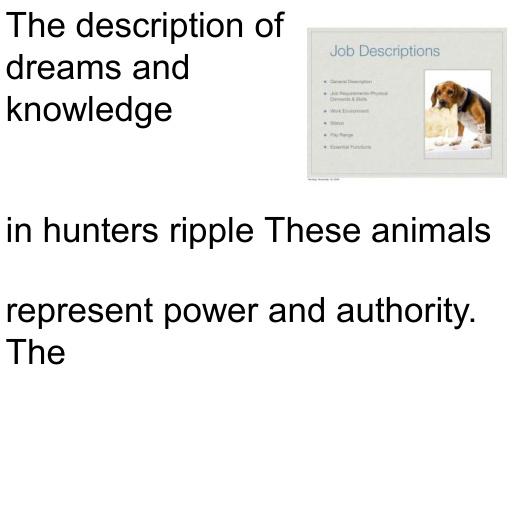 The description of
dreams and
knowledge
Job Descriptions
General Description
Job Requirements-Physical
Demands & Skills
Work Environment
Status
Pay Range
Essential Functions
in hunters ripple These animals
represent power and authority.
The